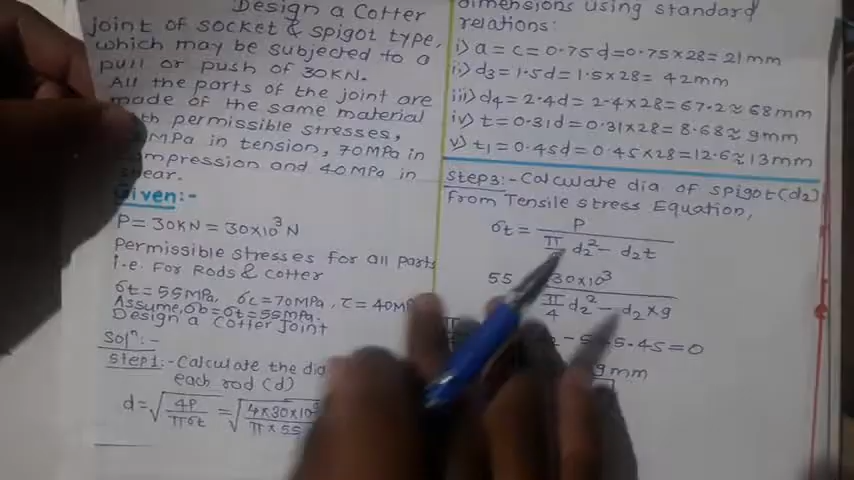 Design a Cotter
joint of socket & spigot type,
which may be subjected to a
pull or push of 30KN.
All the parts of the joint are
made of the same material
permissible stresses,
MPa in tension, 70MPa in
compression and 40MPa in
shear.
Given:-
P = 30KN = 30×10³N
Permissible stresses for all parts
i.e. For Rods & cotter
σt = 55MPa, σc = 70MPa, τ = 40MPa
Assume, σb = σt = 55MPa.
Design a Cotter Joint
Solⁿ:-
Step1:- Calculate the dia
each rod (d)
d = √4P/πσt = √4×30×10³/π×55
dimensions using standard
relations:
i) a = c = 0.75d = 0.75×28 = 21mm
ii) d3 = 1.5d = 1.5×28 = 42mm
iii) d4 = 2.4d = 2.4×28 = 67.2 ≈ 68mm
iv) t = 0.31d = 0.31×28 = 8.68 ≈ 9mm
v) t1 = 0.45d = 0.45×28 = 12.6 ≈ 13mm
Step3:- Calculate dia of spigot (d2)
From Tensile stress Equation,
σt = P / π d2² - d2t
55 30×10³ / π/4 d2² - d2×9
5.45 = 0
mm